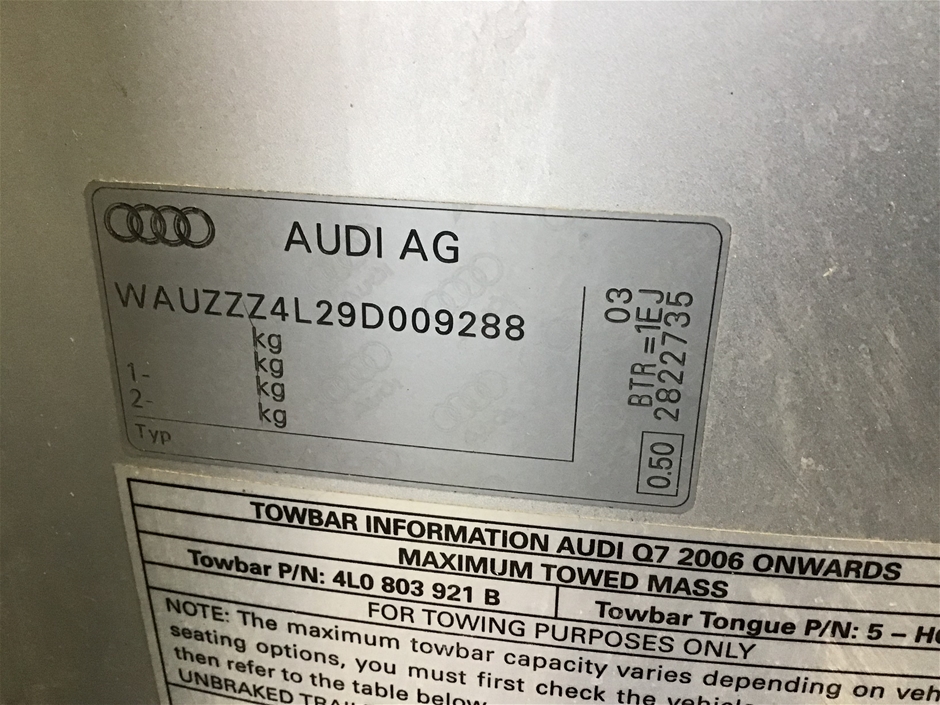 AUDI AG
WAUZZZ4L29D009288
kg
kg
1- kg
2- kg
Typ
03
BTR =1EJ
2822735
0.50
TOWBAR INFORMATION AUDI Q7 2006 ONWARDS
MAXIMUM TOWED MASS
Towbar P/N: 4L0 803 921 B
Towbar Tongue P/N: 5 –
FOR TOWING PURPOSES ONLY
NOTE: The maximum towbar capacity varies depending on veh
seating options, you must first check the
then refer to the table below
UNBRAKED